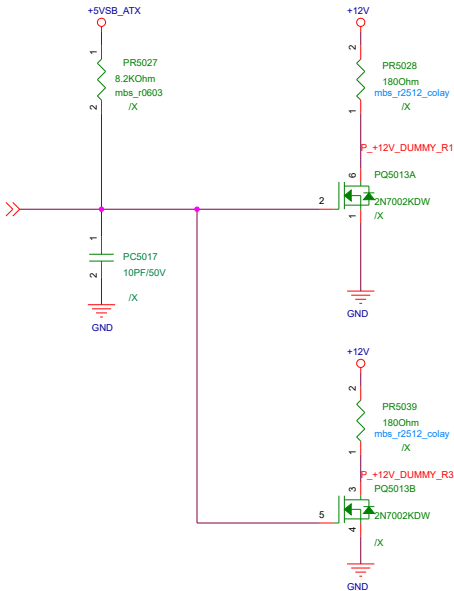 +5VSB_ATX
1
PR5027
8.2KOhm
mbs_r0603
2
/X
1
PC5017
10PF/50V
2
/X
GND
+12V
2
PR5028
180Ohm
mbs_r2512_colay
1
/X
P_+12V_DUMMY_R1
6
PQ5013A
2
2N7002KDW
1
/X
GND
+12V
2
PR5039
180Ohm
mbs_r2512_colay
1
/X
P_+12V_DUMMY_R3
3
PQ5013B
5
2N7002KDW
4
/X
GND